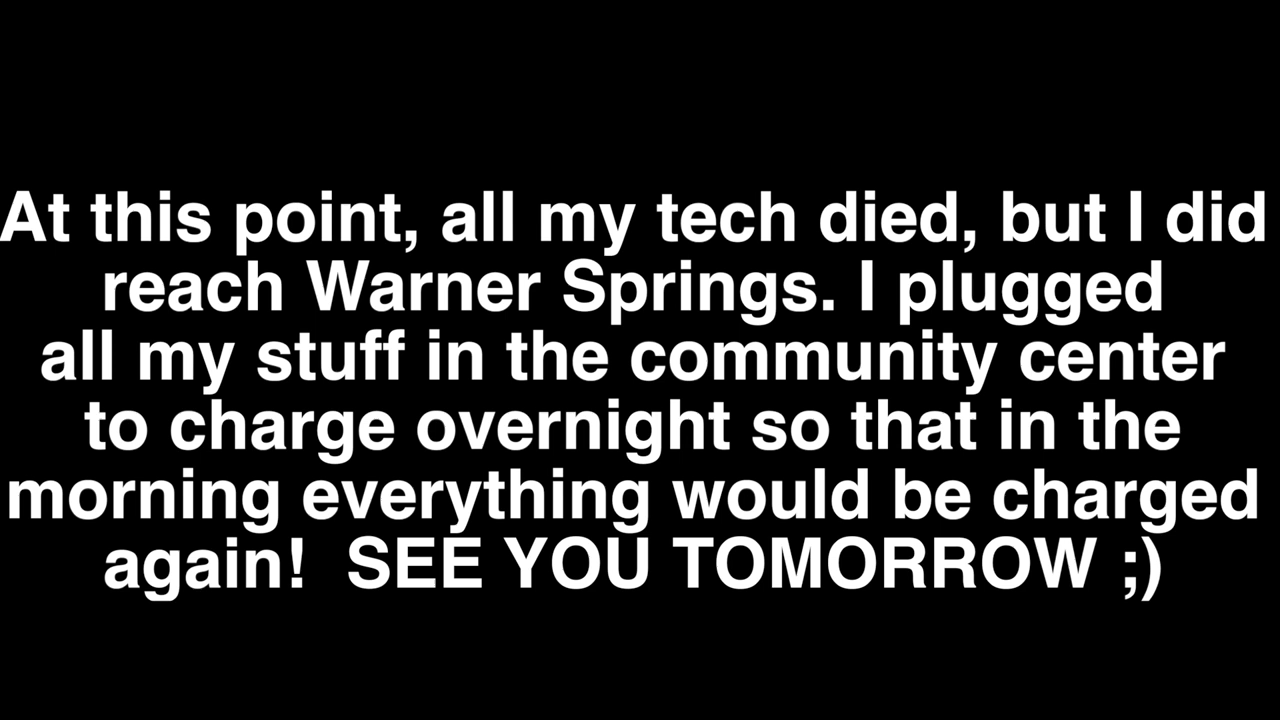 At this point, all my tech died, but I did
reach Warner Springs. I plugged
all my stuff in the community center
to charge overnight so that in the
morning everything would be charged
again!  SEE YOU TOMORROW ;)